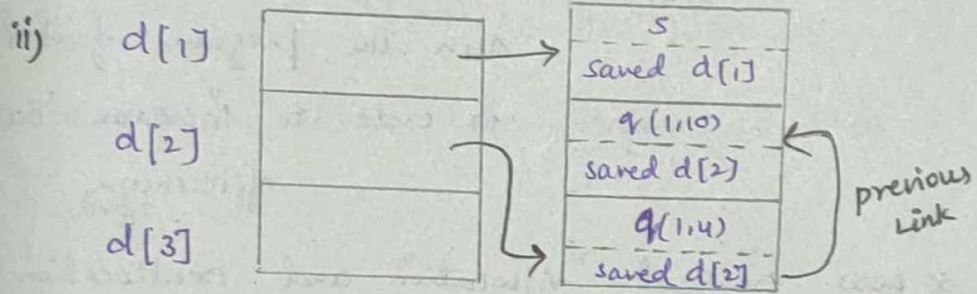 ii) d[1]
s
saved d[1]
d[2]
q(1,10)
saved d[2]
previous
Link
q(1,4)
d[3]
saved d[2]